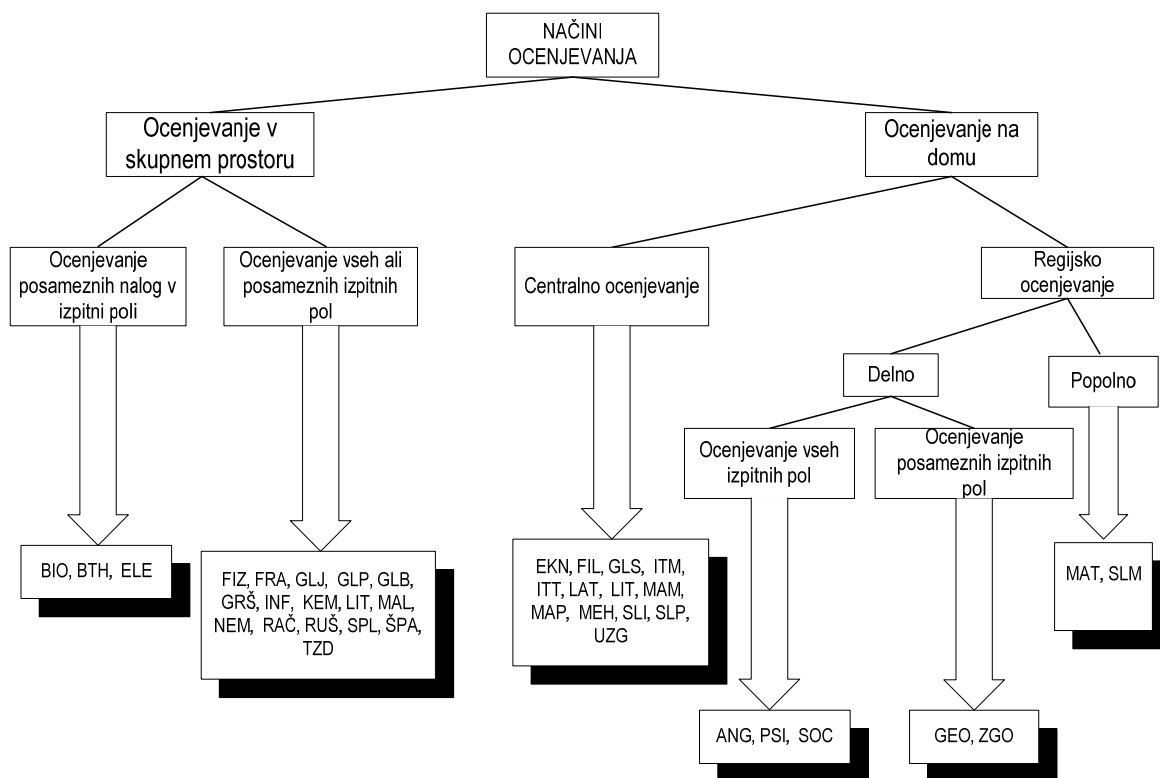 NAČINI
OCENJEVANJA
Ocenjevanje v
skupnem prostoru
Ocenjevanje na
domu
Ocenjevanje
posameznih nalog v
izpitni poli
Ocenjevanje vseh ali
posameznih izpitnih
pol
Centralno ocenjevanje
Regijsko
ocenjevanje
Delno
Popolno
Ocenjevanje vseh
izpitnih pol
Ocenjevanje
posameznih izpitnih
pol
BIO, BTH, ELE
FIZ, FRA, GLJ, GLP, GLB,
GRŠ, INF, KEM, LIT, MAL,
NEM, RAČ, RUŠ, SPL, ŠPA,
TZD
EKN, FIL, GLS, ITM,
ITT, LAT, LIT, MAM,
MAP, MEH, SLI, SLP,
UZG
MAT, SLM
ANG, PSI, SOC
GEO, ZGO